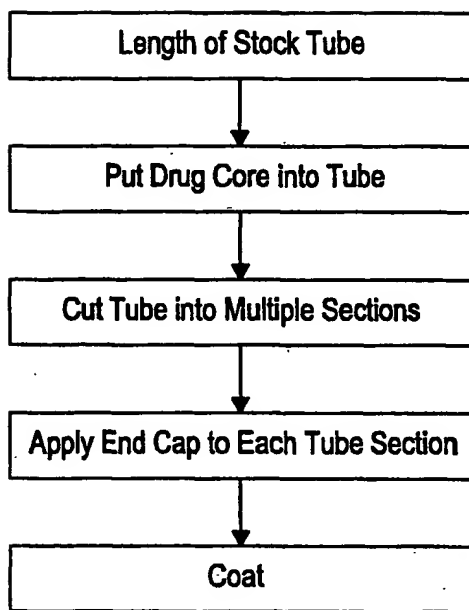 Length of Stock Tube
Put Drug Core into Tube
Cut Tube into Multiple Sections
Apply End Cap to Each Tube Section
Coat